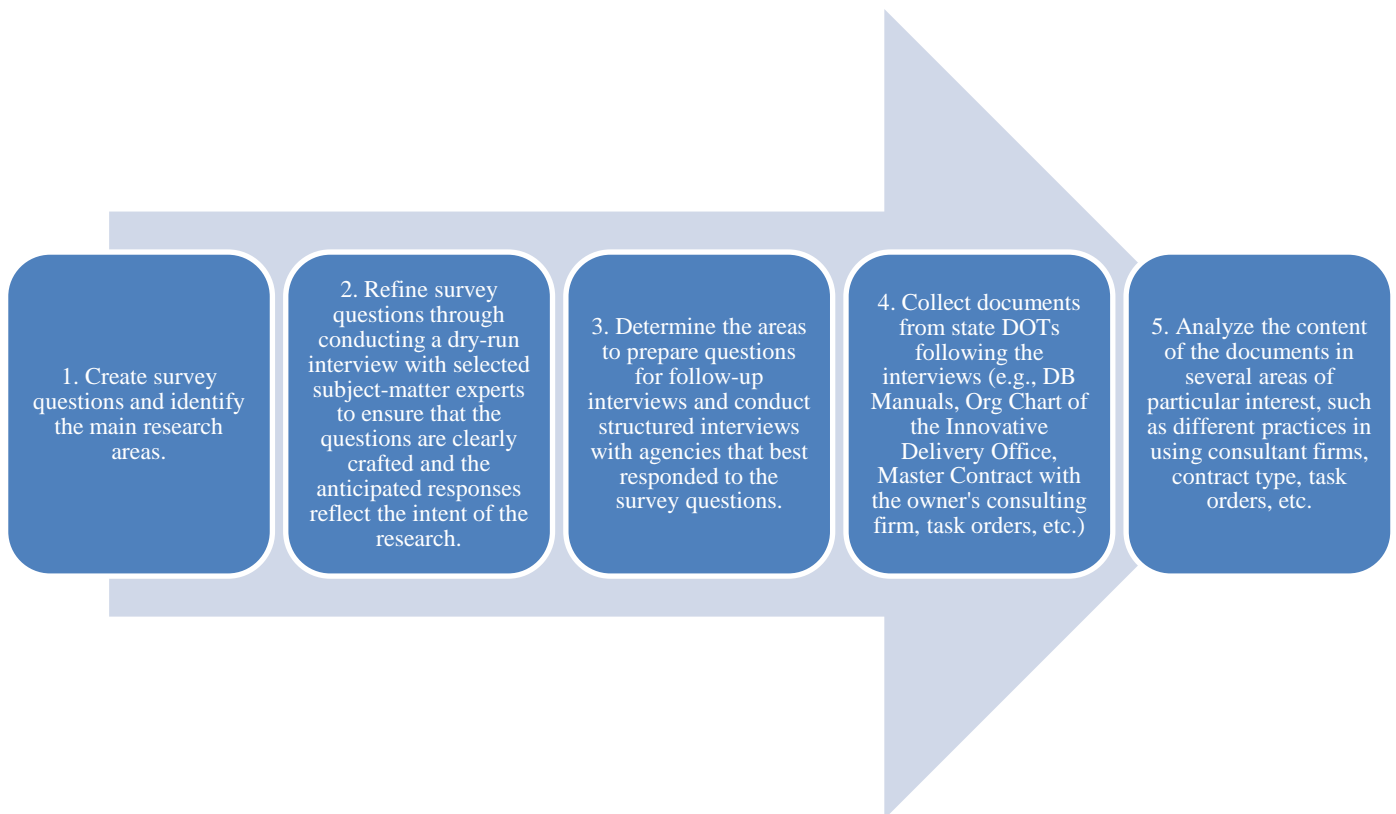 1. Create survey
questions and identify
the main research
areas.
2. Refine survey
questions through
conducting a dry-run
interview with selected
subject-matter experts
to ensure that the
questions are clearly
crafted and the
anticipated responses
reflect the intent of the
research.
3. Determine the areas
to prepare questions
for follow-up
interviews and conduct
structured interviews
with agencies that best
responded to the
survey questions.
4. Collect documents
from state DOTs
following the
interviews (e.g., DB
Manuals, Org Chart of
the Innovative
Delivery Office,
Master Contract with
the owner's consulting
firm, task orders, etc.)
5. Analyze the content
of the documents in
several areas of
particular interest, such
as different practices in
using consultant firms,
contract type, task
orders, etc.